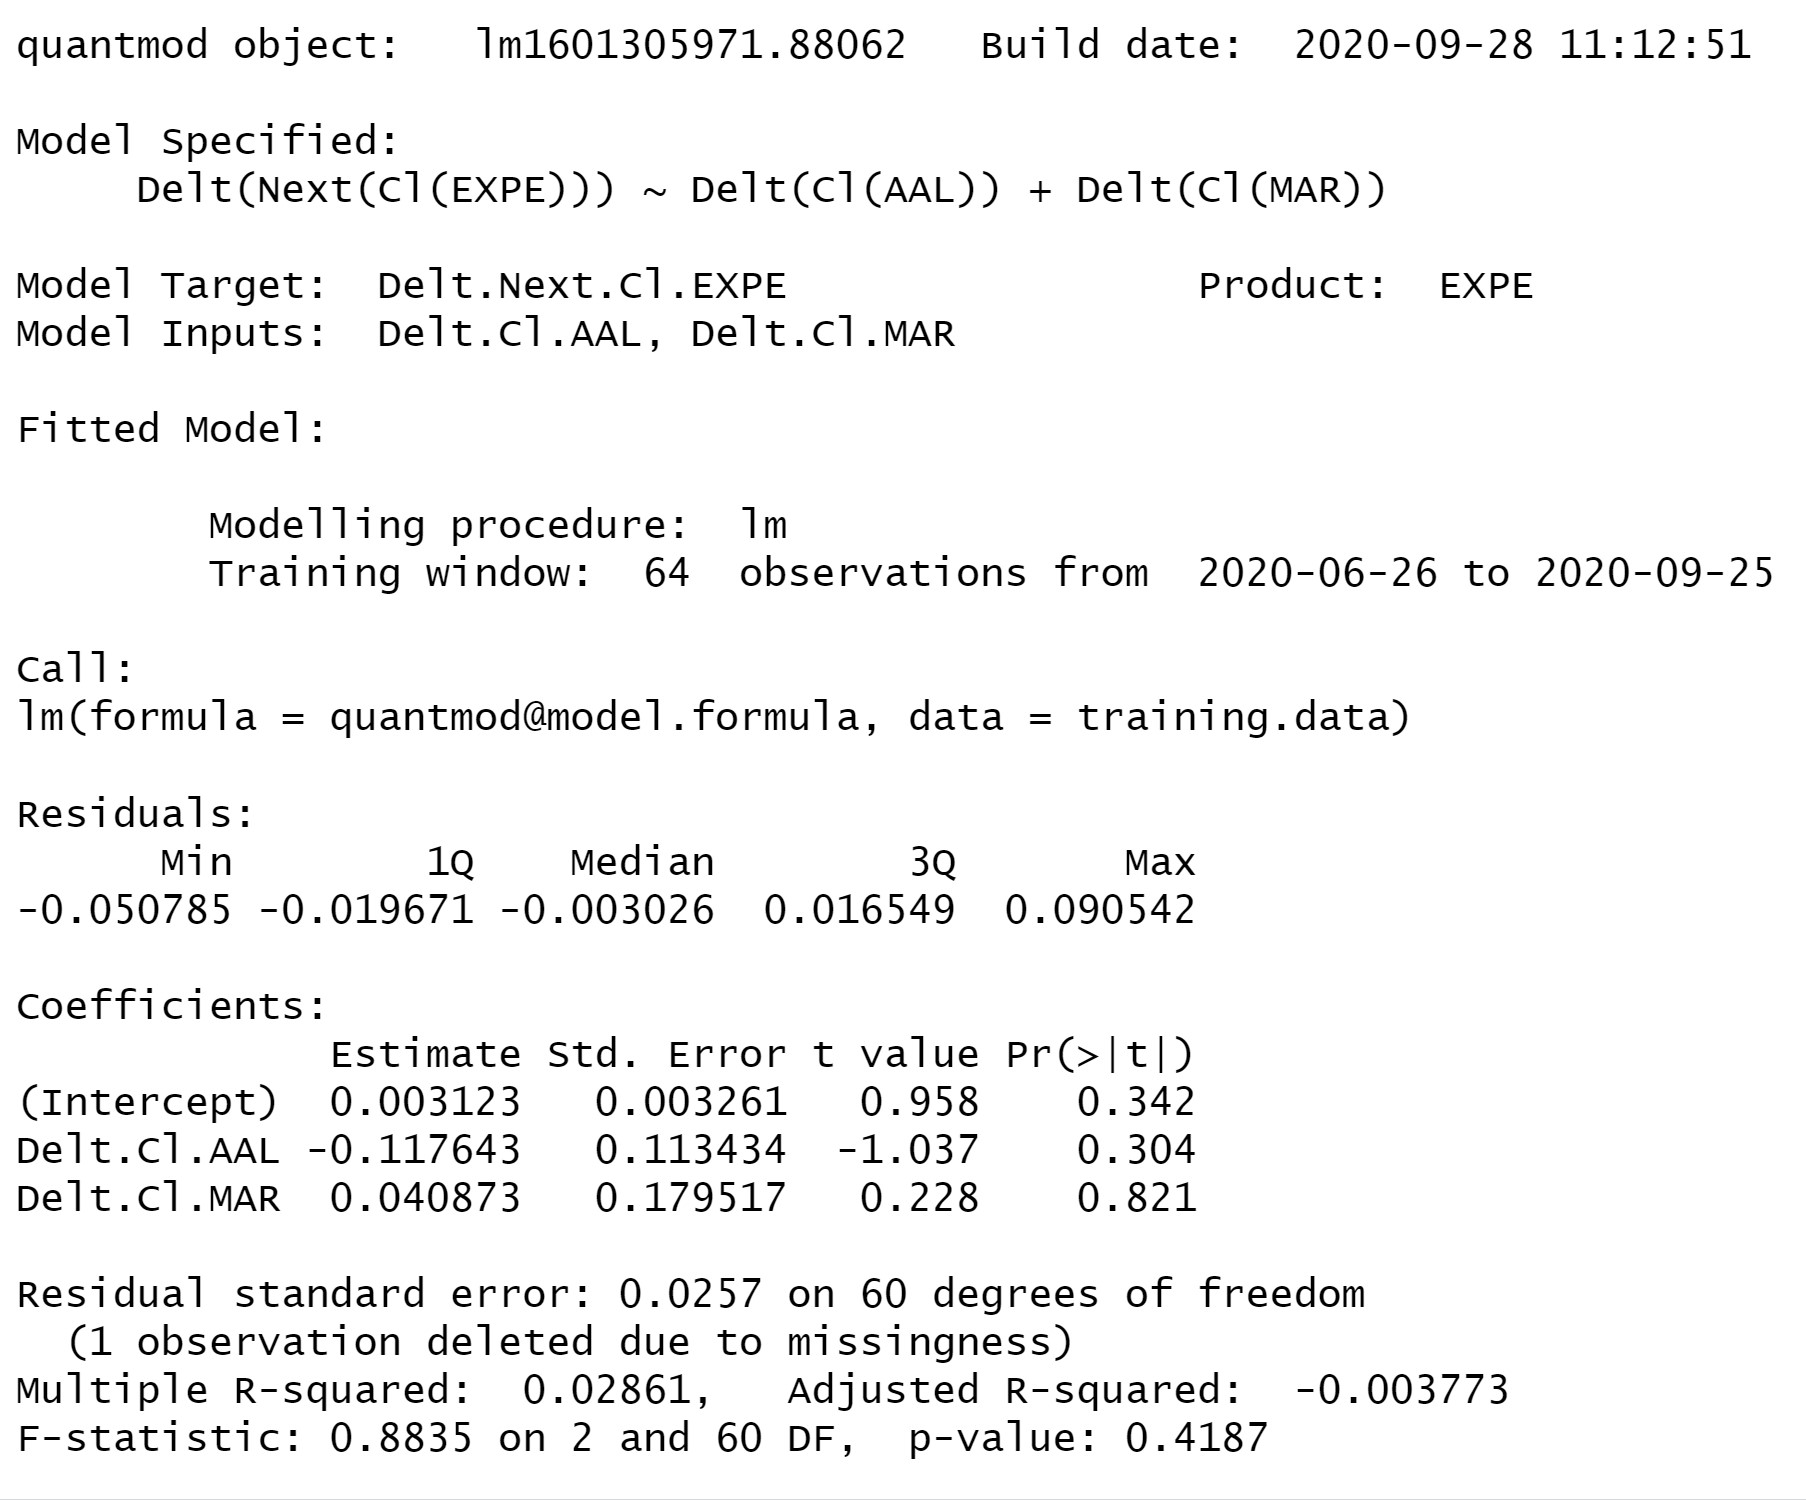 quantmod object:   lm1601305971.88062   Build date:  2020-09-28 11:12:51
Model Specified:
     Delt(Next(Cl(EXPE))) ~ Delt(Cl(AAL)) + Delt(Cl(MAR))
Model Target:  Delt.Next.Cl.EXPE                 Product:  EXPE
Model Inputs:  Delt.Cl.AAL, Delt.Cl.MAR
Fitted Model:
        Modelling procedure:  lm
        Training window:  64  observations from  2020-06-26 to 2020-09-25
Call:
lm(formula = quantmod@model.formula, data = training.data)
Residuals:
      Min        1Q    Median        3Q       Max
-0.050785 -0.019671 -0.003026  0.016549  0.090542
Coefficients:
             Estimate Std. Error t value Pr(>|t|)
(Intercept)  0.003123   0.003261   0.958    0.342
Delt.Cl.AAL -0.117643   0.113434  -1.037    0.304
Delt.Cl.MAR  0.040873   0.179517   0.228    0.821
Residual standard error: 0.0257 on 60 degrees of freedom
  (1 observation deleted due to missingness)
Multiple R-squared:  0.02861,   Adjusted R-squared:  -0.003773
F-statistic: 0.8835 on 2 and 60 DF,  p-value: 0.4187